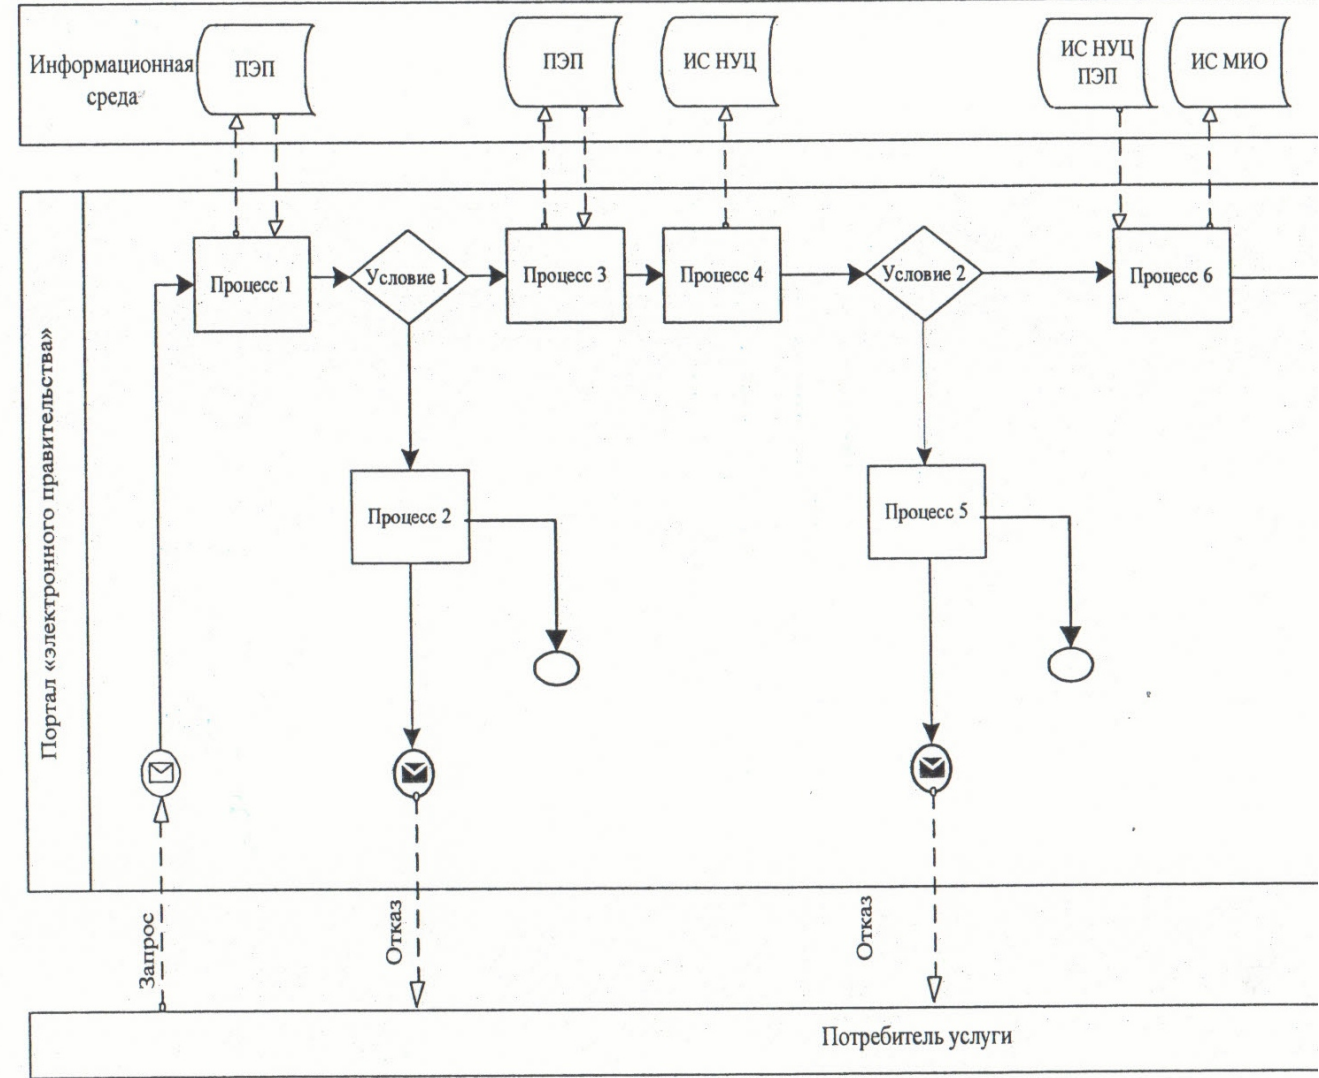 Информационная
среда
ПЭП
ПЭП
ИС НУЦ
ИС НУЦ
ПЭП
ИС МИО
Портал «электронного правительства»
Процесс 1
Условие 1
Процесс 3
Процесс 4
Условие 2
Процесс 6
Процесс 2
Процесс 5
Запрос
Отказ
Отказ
Потребитель услуги